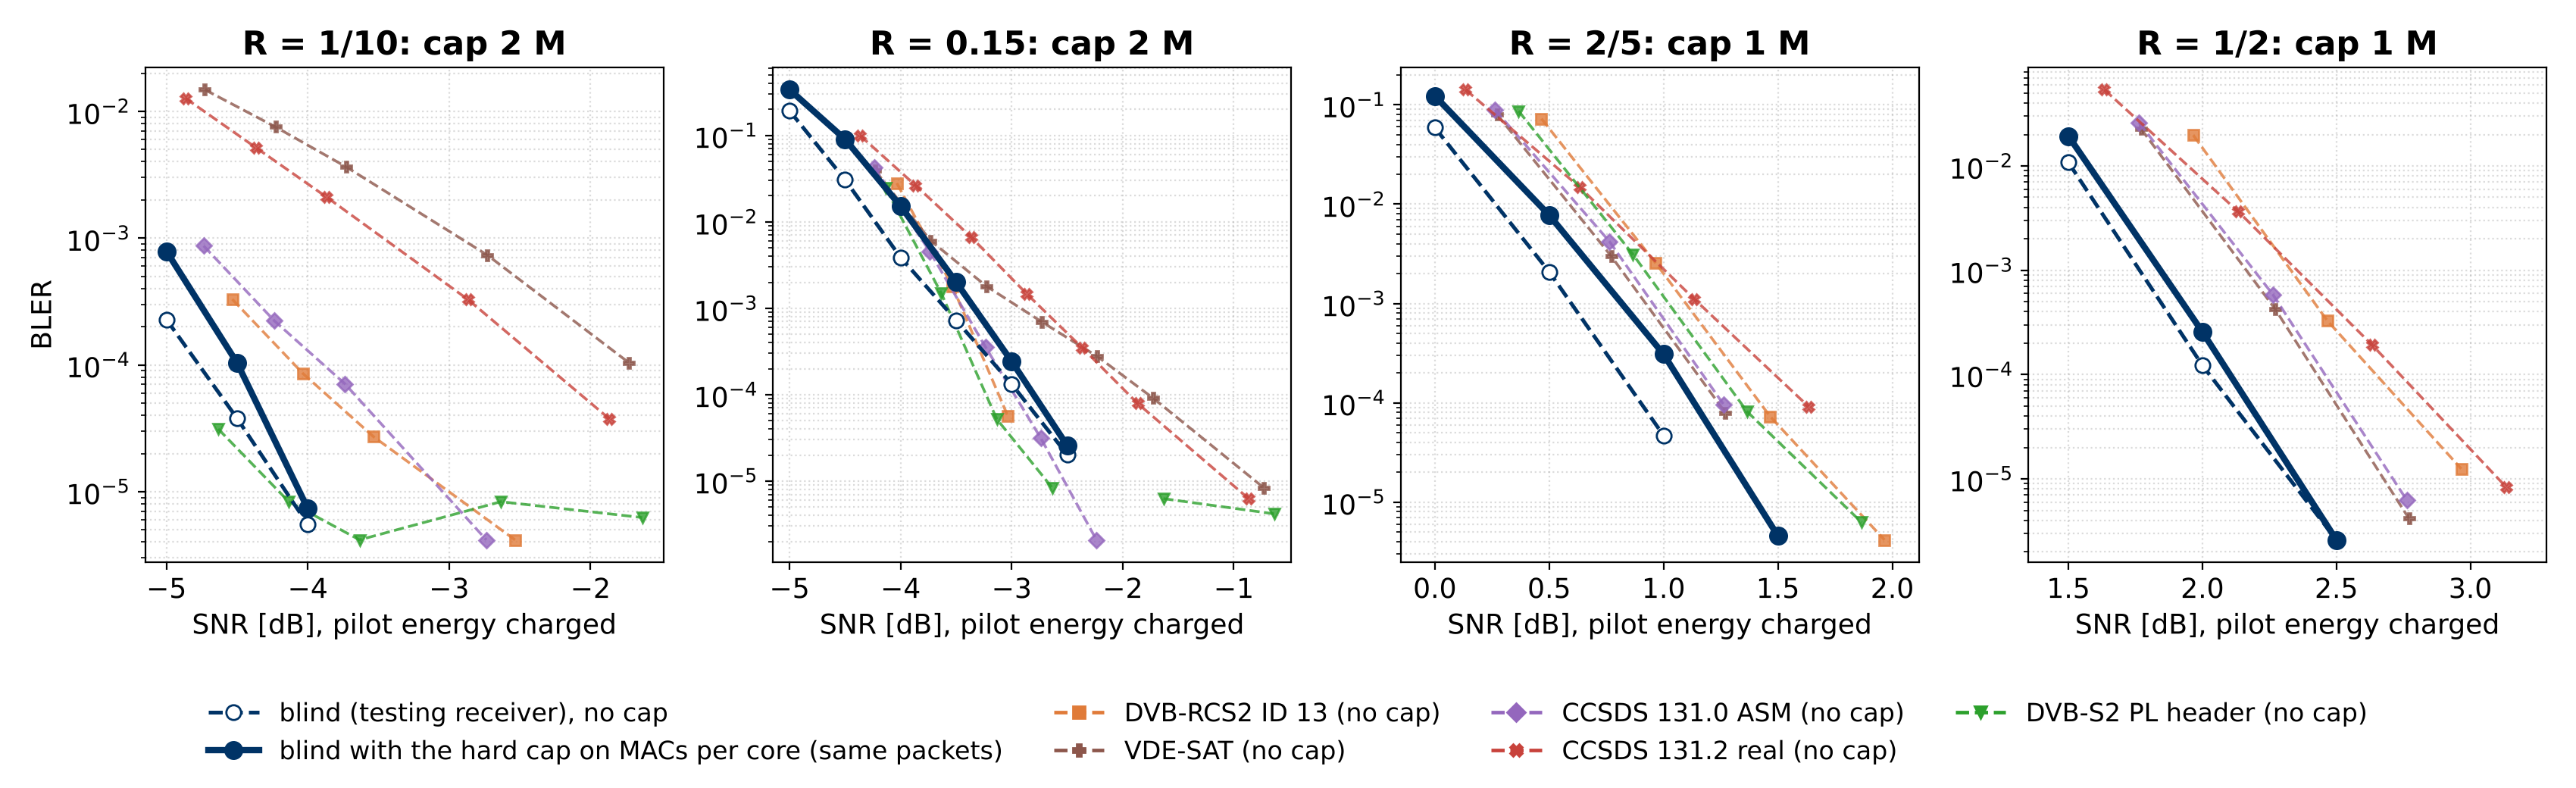 R = 1/10: cap 2 M
R = 0.15: cap 2 M
R = 2/5: cap 1 M
R = 1/2: cap 1 M
BLER
10⁻²
10⁻³
10⁻⁴
10⁻⁵
−5 −4 −3 −2
SNR [dB], pilot energy charged
10⁻¹
10⁻²
10⁻³
10⁻⁴
10⁻⁵
−5 −4 −3 −2 −1
SNR [dB], pilot energy charged
10⁻¹
10⁻²
10⁻³
10⁻⁴
10⁻⁵
0.0 0.5 1.0 1.5 2.0
SNR [dB], pilot energy charged
10⁻²
10⁻³
10⁻⁴
10⁻⁵
1.5 2.0 2.5 3.0
SNR [dB], pilot energy charged
blind (testing receiver), no cap
blind with the hard cap on MACs per core (same packets)
DVB-RCS2 ID 13 (no cap)
VDE-SAT (no cap)
CCSDS 131.0 ASM (no cap)
CCSDS 131.2 real (no cap)
DVB-S2 PL header (no cap)